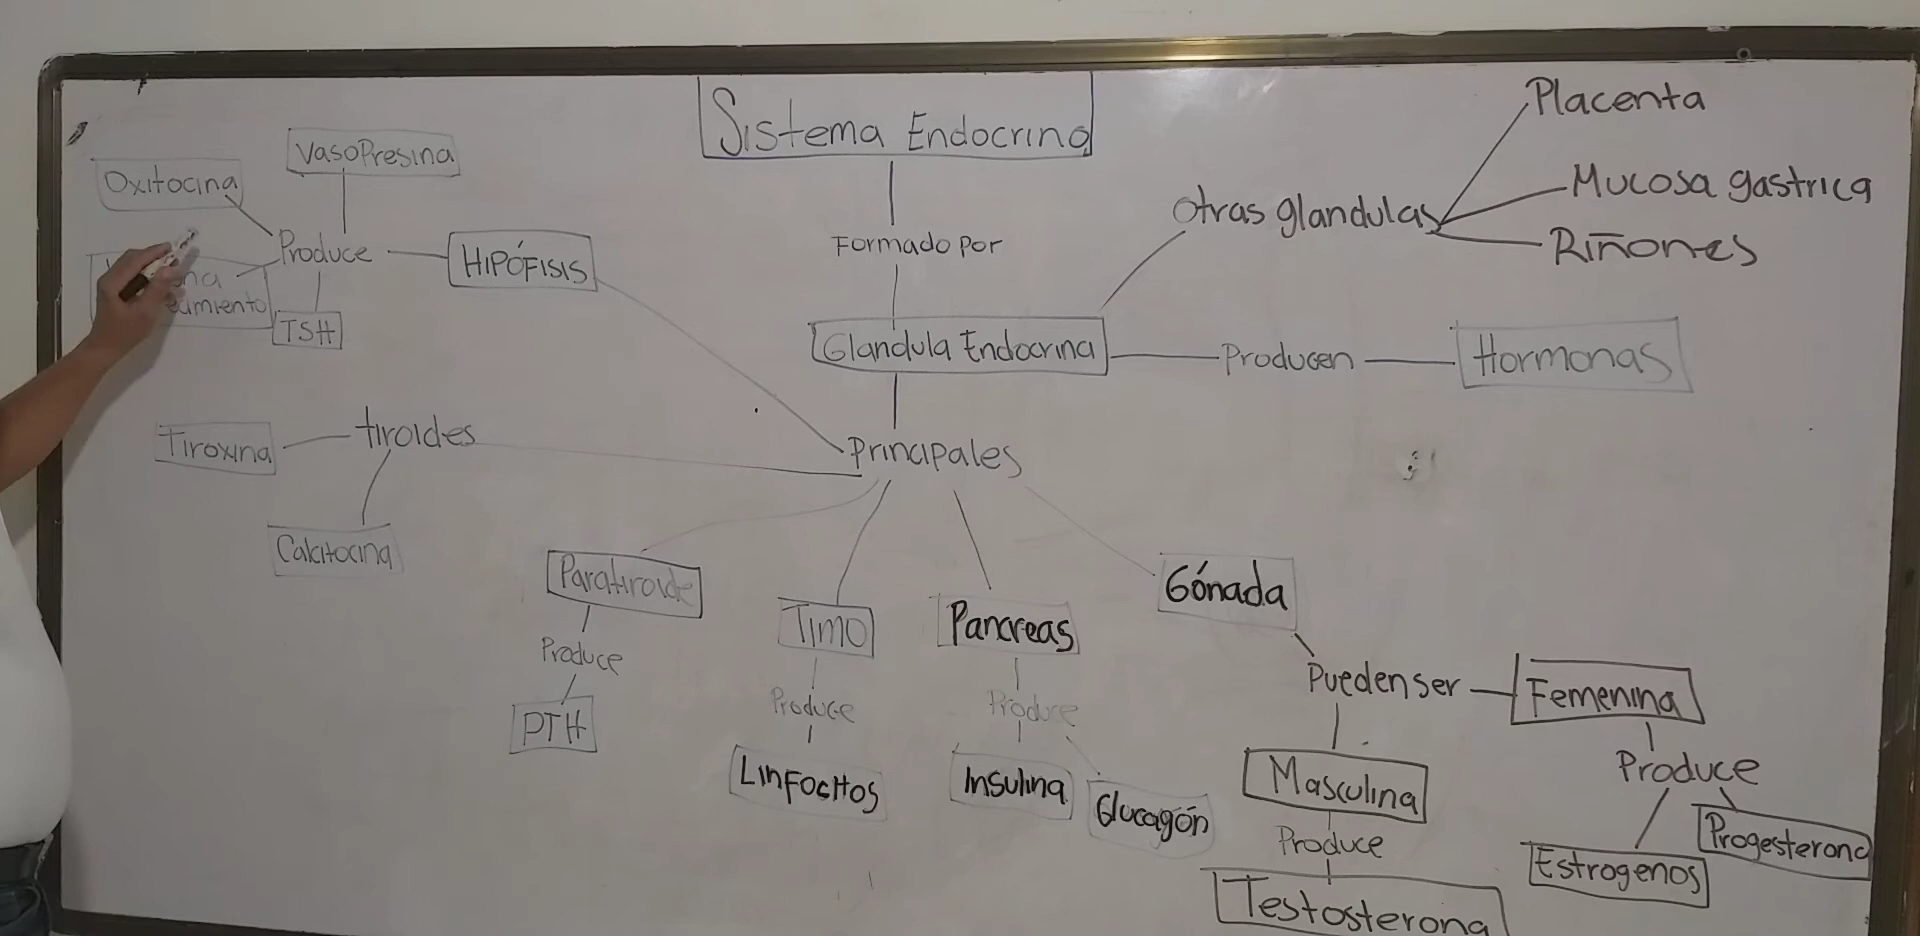 Sistema Endocrino
Placenta
Mucosa gastrica
Riñones
Otras glandulas
VasoPresina
Oxitocina
Produce
HIPÓFISIS
TSH
Formado Por
Glandula Endocrina
Producen
Hormonas
Principales
tiroides
Tiroxina
Calcitocina
Paratiroide
Produce
PTH
Timo
Produce
Linfocitos
Pancreas
Produce
Insulina
Glucagón
Gónada
Pueden ser
Femenina
Produce
Estrogenos
Progesterona
Masculina
Produce
Testosterona